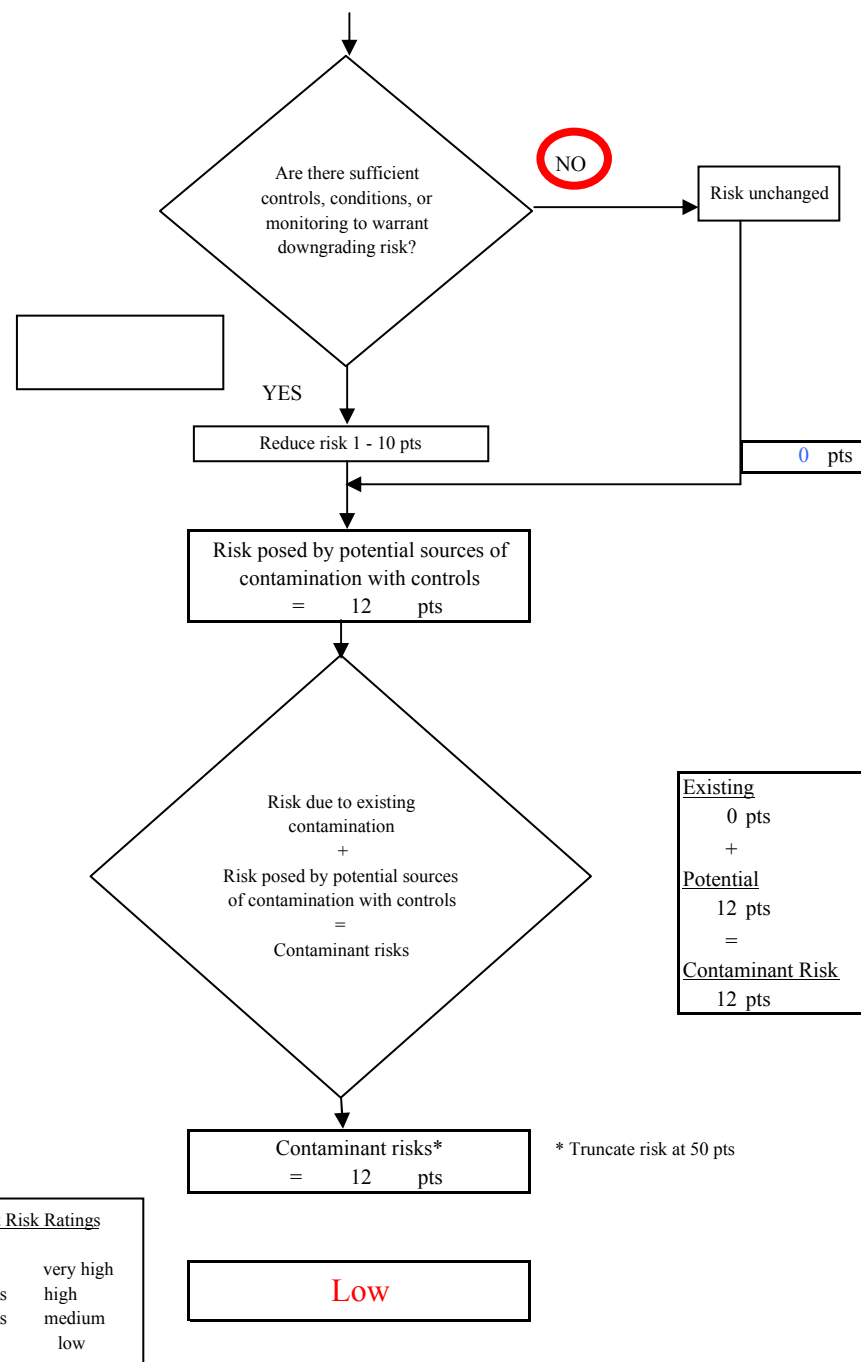 Are there sufficient
controls, conditions, or
monitoring to warrant
downgrading risk?
NO
Risk unchanged
YES
Reduce risk 1 - 10 pts
0 pts
Risk posed by potential sources of
contamination with controls
= 12 pts
Risk due to existing
contamination
+
Risk posed by potential sources
of contamination with controls
=
Contaminant risks
Existing
0 pts
+
Potential
12 pts
=
Contaminant Risk
12 pts
Contaminant risks*
= 12 pts
* Truncate risk at 50 pts
Risk Ratings
very high
s high
s medium
low
Low